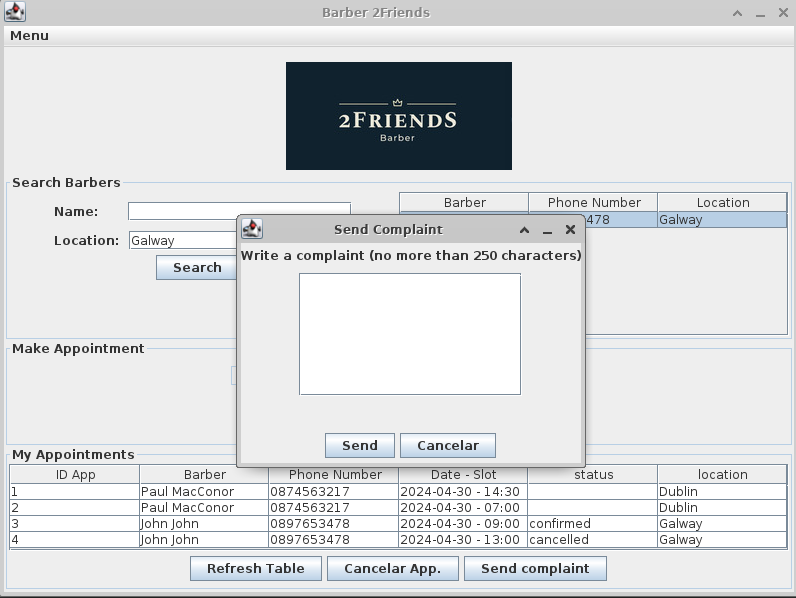 Barber 2Friends
Menu
2FRIENDS
Barber
Search Barbers
Name:
Location: Galway
Search
Barber Phone Number Location
478 Galway
Send Complaint
Write a complaint (no more than 250 characters)
Send Cancelar
Make Appointment
My Appointments
ID App Barber Phone Number Date - Slot status location
1 Paul MacConor 0874563217 2024-04-30 - 14:30 Dublin
2 Paul MacConor 0874563217 2024-04-30 - 07:00 Dublin
3 John John 0897653478 2024-04-30 - 09:00 confirmed Galway
4 John John 0897653478 2024-04-30 - 13:00 cancelled Galway
Refresh Table Cancelar App. Send complaint